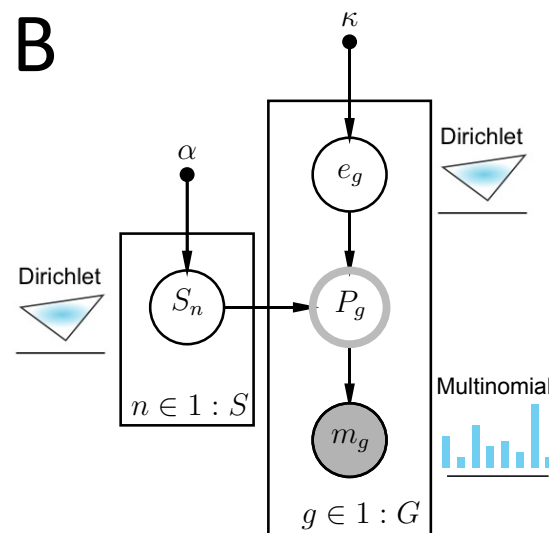 B
κ
α
Dirichlet
e_g
Dirichlet
S_n
P_g
n ∈ 1 : S
Multinomial
m_g
g ∈ 1 : G